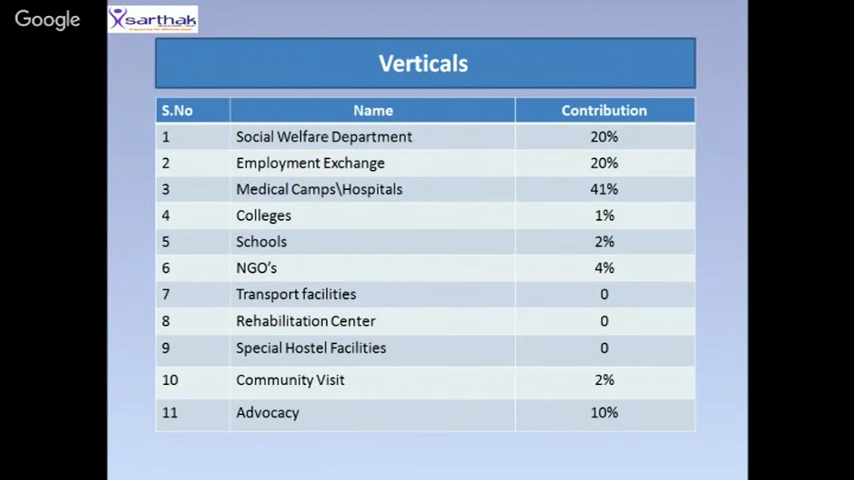 Google
sarthak
Verticals
S.No Name Contribution
1 Social Welfare Department 20%
2 Employment Exchange 20%
3 Medical Camps\Hospitals 41%
4 Colleges 1%
5 Schools 2%
6 NGO’s 4%
7 Transport facilities 0
8 Rehabilitation Center 0
9 Special Hostel Facilities 0
10 Community Visit 2%
11 Advocacy 10%